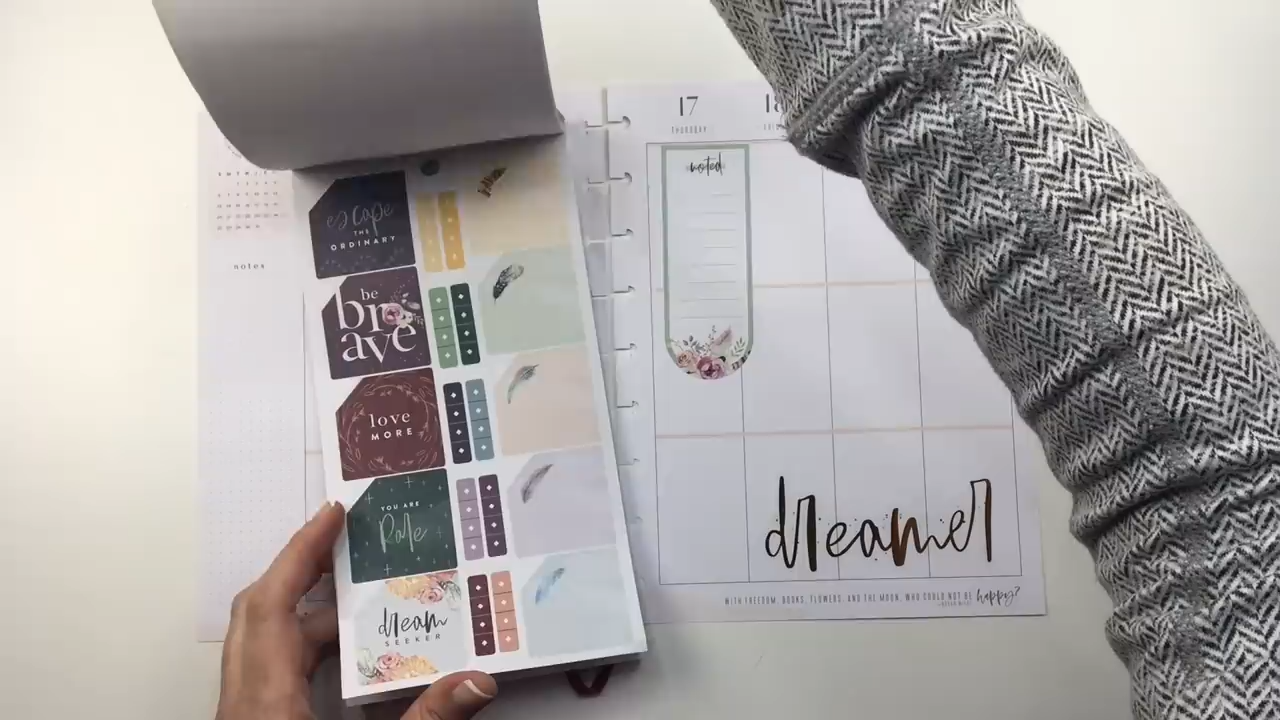 notes
escape
THE
ORDINARY
be
brave
love
MORE
YOU ARE
Rare
dream
SEEKER
17
THURSDAY
18
noted
dreamer
WITH FREEDOM, BOOKS, FLOWERS, AND THE MOON, WHO COULD NOT BE happy?